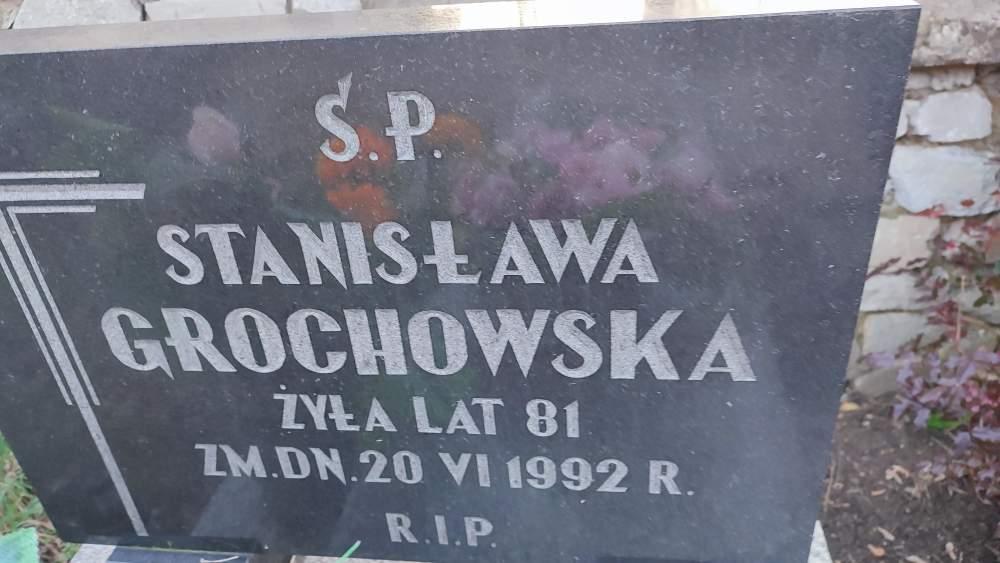 Ś.P.
STANISŁAWA
GROCHOWSKA
ŻYŁA LAT 81
ZM.DN.20 VI 1992 R.
R.I.P.